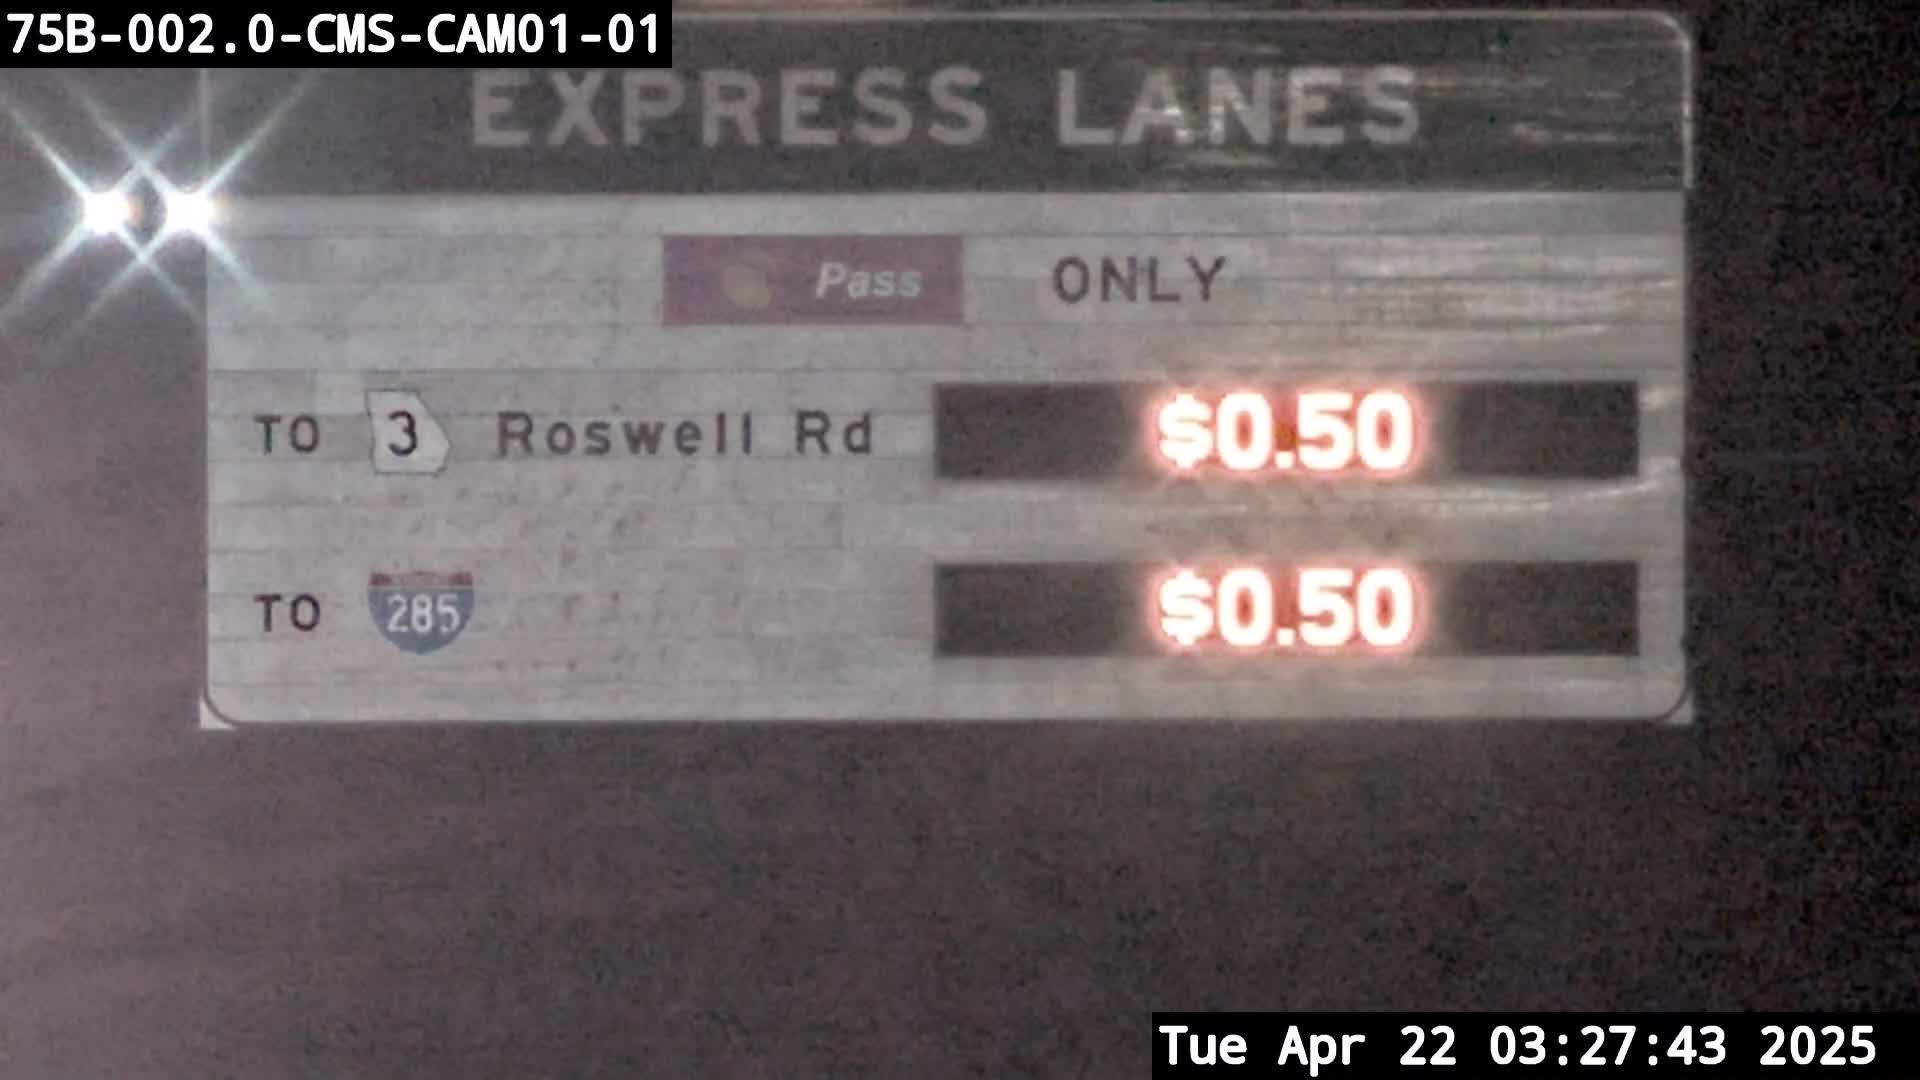 75B-002.0-CMS-CAM01-01
EXPRESS LANES
Pass ONLY
TO 3 Roswell Rd $0.50
TO 285 $0.50
Tue Apr 22 03:27:43 2025